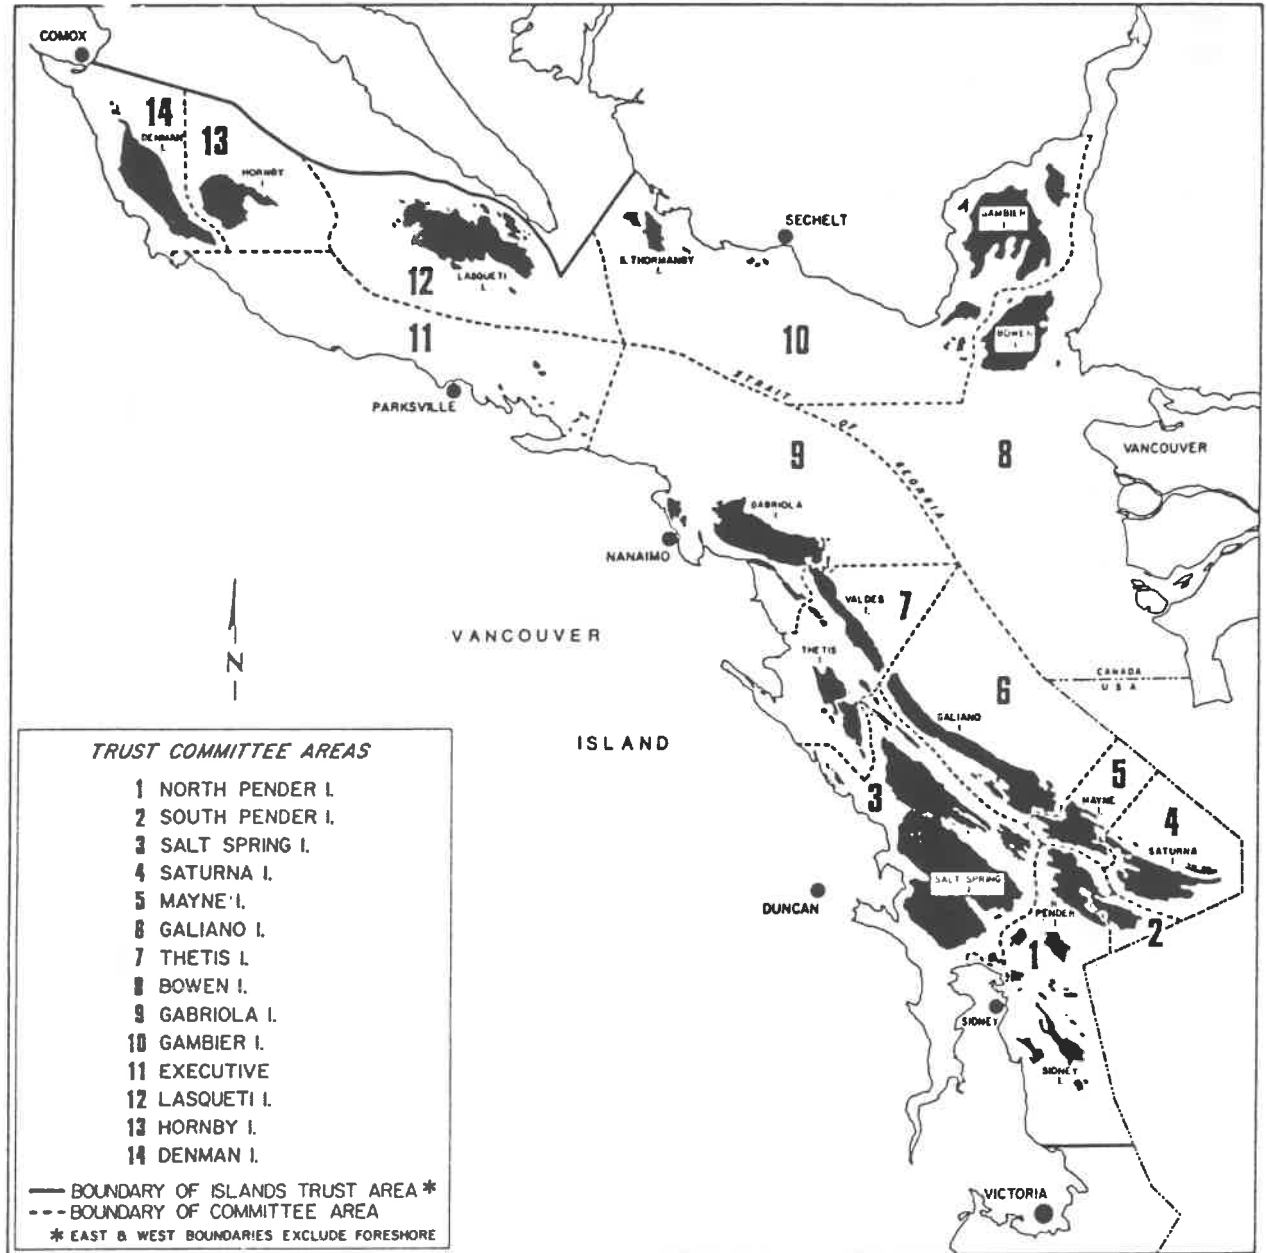 COMOX
14
DENMAN
I.
13
HORNBY
I.
12
LASQUETI
I.
11
PARKSVILLE
S. THORMANBY
I.
SECHELT
GAMBIER
I
BOWEN
I
10
STRAIT OF GEORGIA
9
8
VANCOUVER
GABRIOLA
I.
NANAIMO
VALDES
I.
7
THETIS
I
N
VANCOUVER
ISLAND
CANADA
U S A
6
GALIANO
I.
5
MAYNE
I.
4
SATURNA
I.
3
SALT SPRING
I
DUNCAN
N
PENDER
I.
2
1
SIDNEY
SIDNEY
I.
VICTORIA
TRUST COMMITTEE AREAS
1 NORTH PENDER I.
2 SOUTH PENDER I.
3 SALT SPRING I.
4 SATURNA I.
5 MAYNE I.
6 GALIANO I.
7 THETIS I.
8 BOWEN I.
9 GABRIOLA I.
10 GAMBIER I.
11 EXECUTIVE
12 LASQUETI I.
13 HORNBY I.
14 DENMAN I.
BOUNDARY OF ISLANDS TRUST AREA *
BOUNDARY OF COMMITTEE AREA
* EAST & WEST BOUNDARIES EXCLUDE FORESHORE